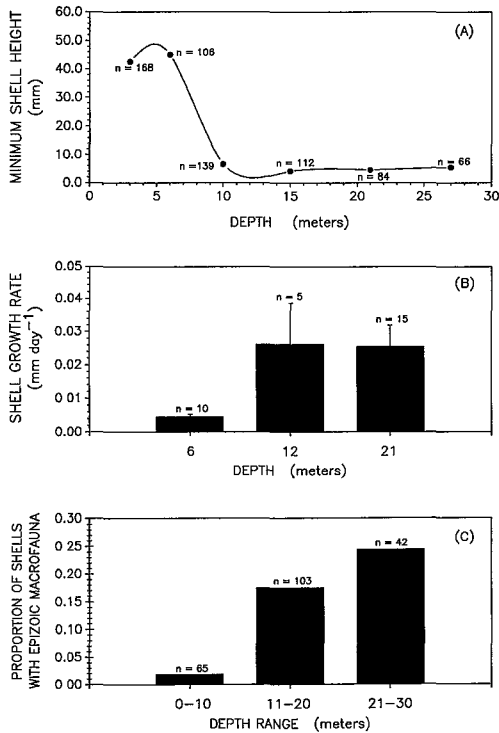 (A)
MINIMUM SHELL HEIGHT
(mm)
60.0
50.0
40.0
30.0
20.0
10.0
0.0
n = 168
n = 106
n =139
n = 112
n = 84
n = 66
0
5
10
15
20
25
30
DEPTH (meters)
(B)
SHELL GROWTH RATE
(mm day⁻¹)
0.05
0.04
0.03
0.02
0.01
0.00
n = 10
n = 5
n = 15
6
12
21
DEPTH (meters)
(C)
PROPORTION OF SHELLS
WITH EPIZOIC MACROFAUNA
0.30
0.25
0.20
0.15
0.10
0.05
0.00
n = 65
n = 103
n = 42
0–10
11–20
21–30
DEPTH RANGE (meters)